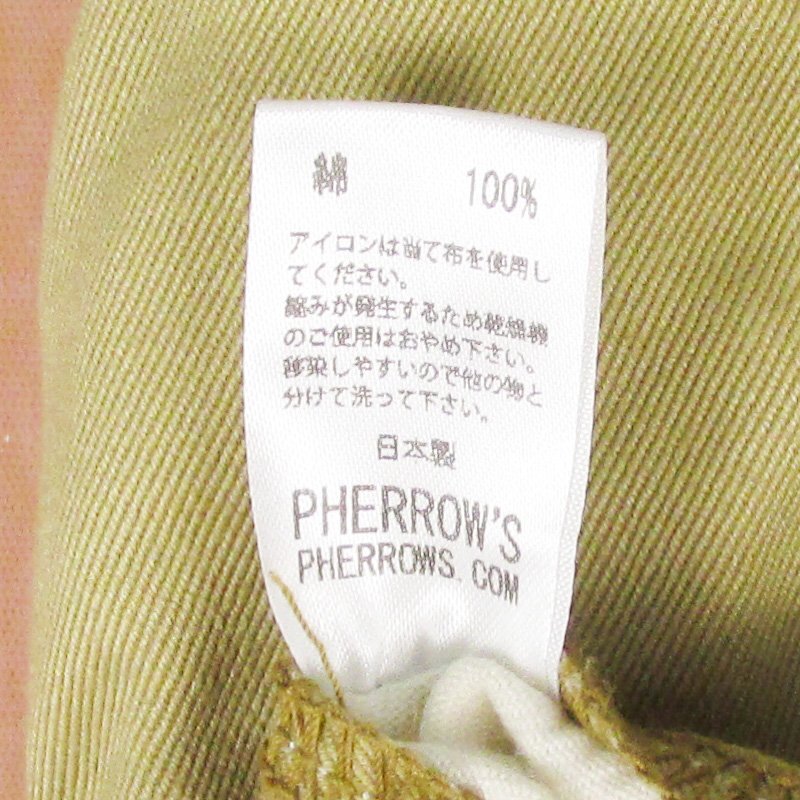 綿 100%
アイロンは当て布を使用し
てください。
縮みが発生するため乾燥機
のご使用はおやめ下さい。
移染しやすいので他の物と
分けて洗って下さい。
日本製
PHERROW'S
PHERROWS.COM